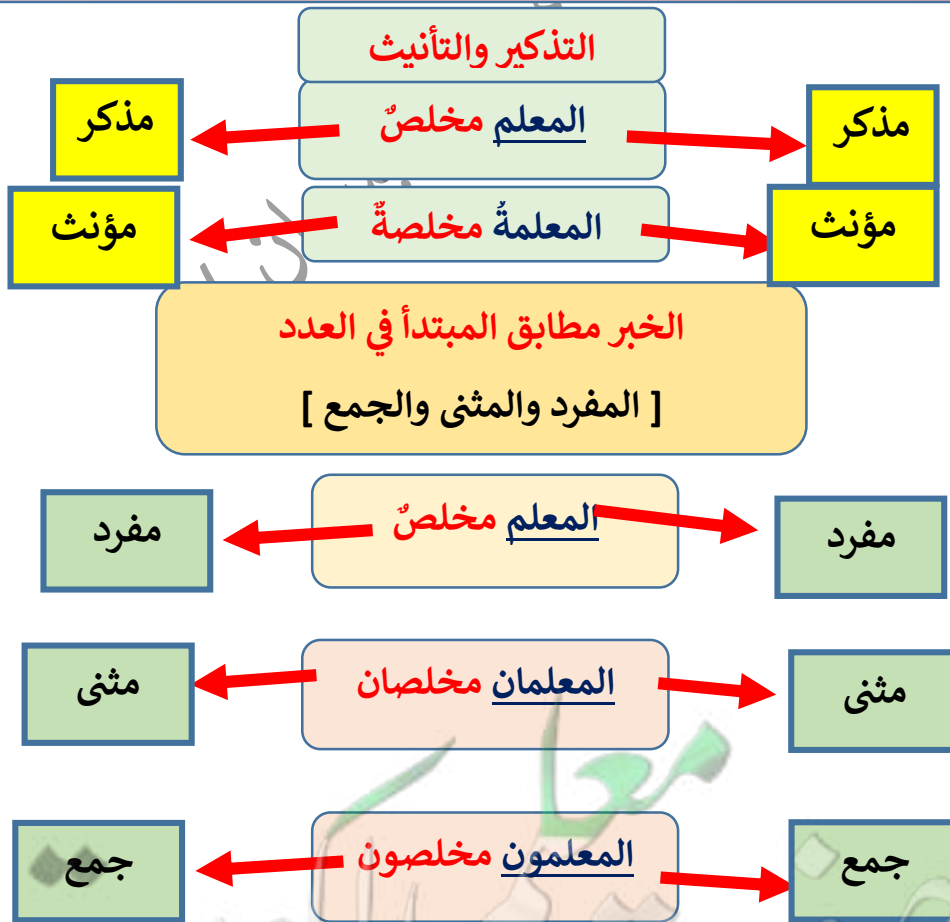 التذكير والتأنيث
مذكر المعلم مخلصٌ مذكر
مؤنث المعلمةُ مخلصةٌ مؤنث
الخبر مطابق المبتدأ في العدد
[ المفرد والمثنى والجمع ]
مفرد المعلم مخلصٌ مفرد
مثنى المعلمان مخلصان مثنى
جمع المعلمون مخلصون جمع